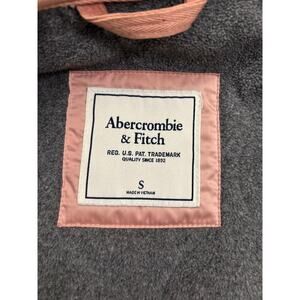 Abercrombie
& Fitch
REG. U.S. PAT. TRADEMARK
QUALITY SINCE 1892
S
MADE IN VIETNAM